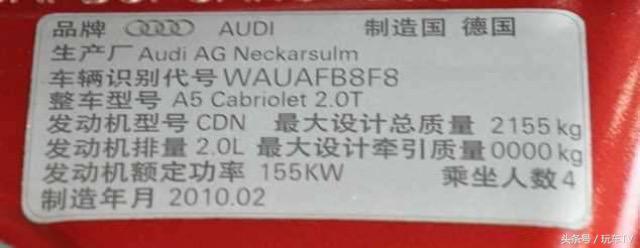 品牌 AUDI 制造国 德国
生产厂 Audi AG Neckarsulm
车辆识别代号 WAUAFB8F8
整车型号 A5 Cabriolet 2.0T
发动机型号 CDN 最大设计总质量 2155 kg
发动机排量 2.0L 最大设计牵引质量 0000 kg
发动机额定功率 155KW 乘坐人数 4
制造年月 2010.02
头条号/玩车TV